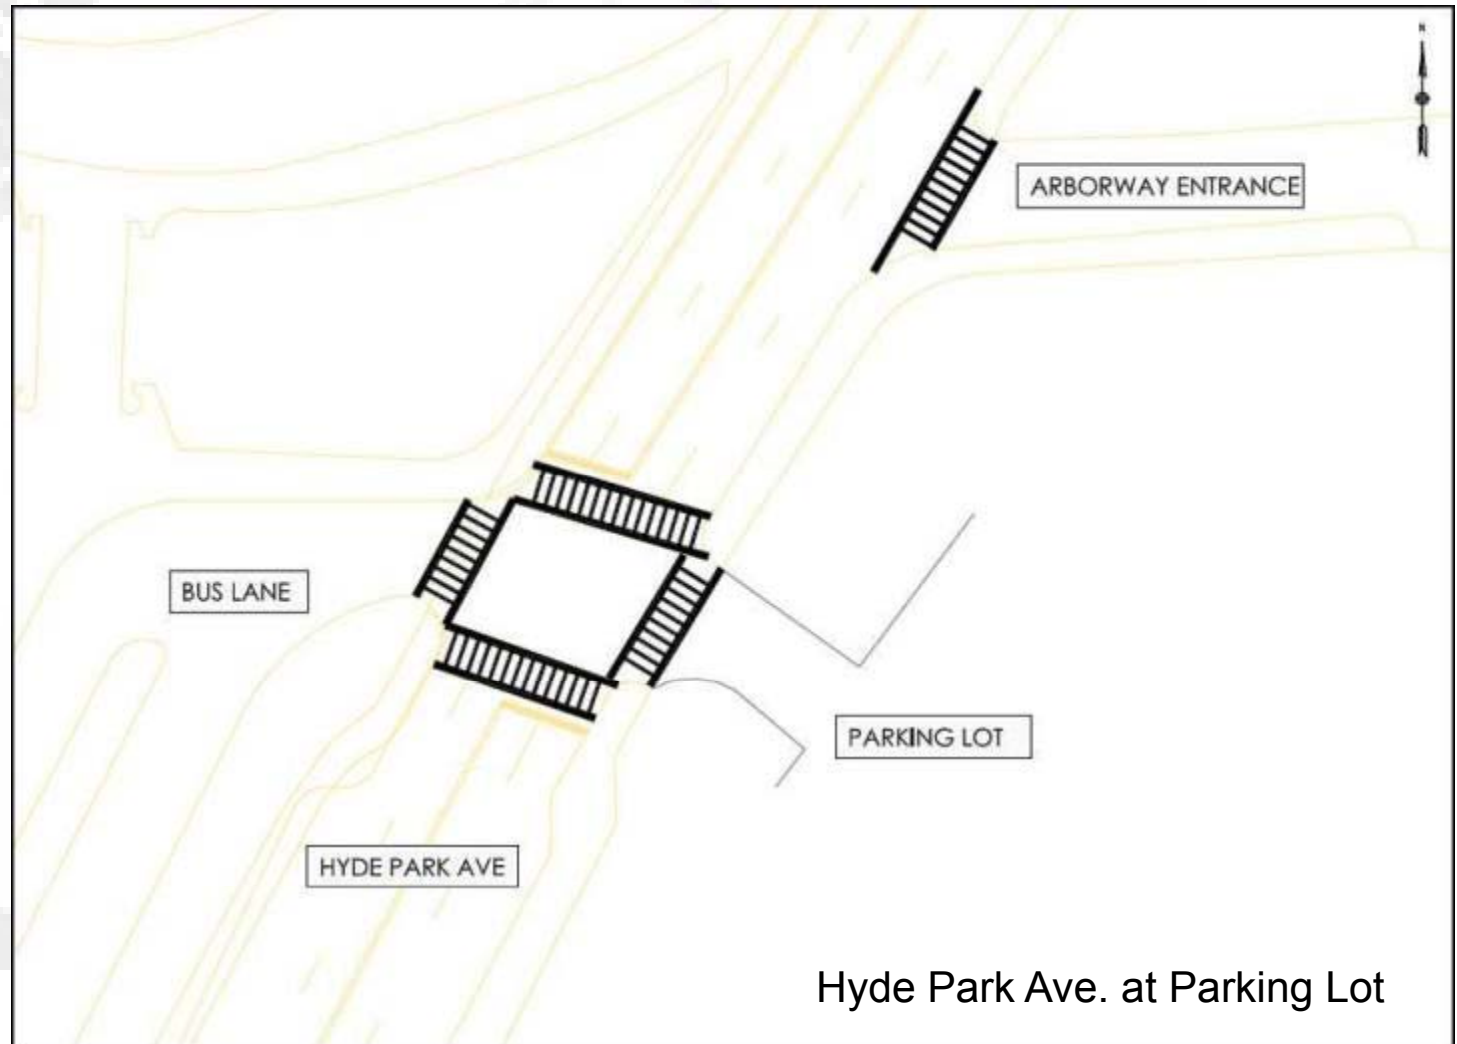 N
ARBORWAY ENTRANCE
BUS LANE
PARKING LOT
HYDE PARK AVE
Hyde Park Ave. at Parking Lot